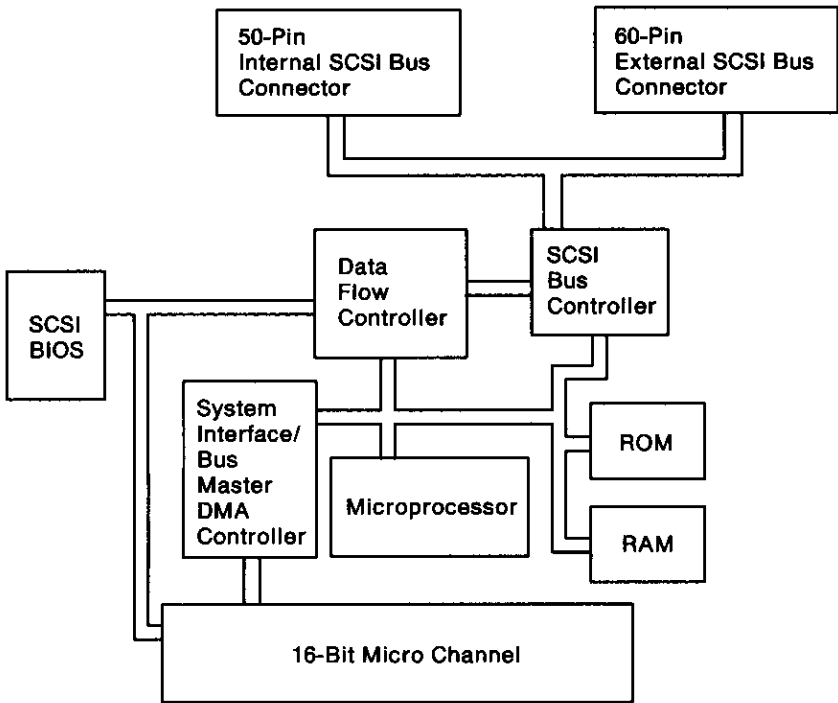 50-Pin
Internal SCSI Bus
Connector
60-Pin
External SCSI Bus
Connector
Data
Flow
Controller
SCSI
Bus
Controller
SCSI
BIOS
System
Interface/
Bus
Master
DMA
Controller
Microprocessor
ROM
RAM
16-Bit Micro Channel